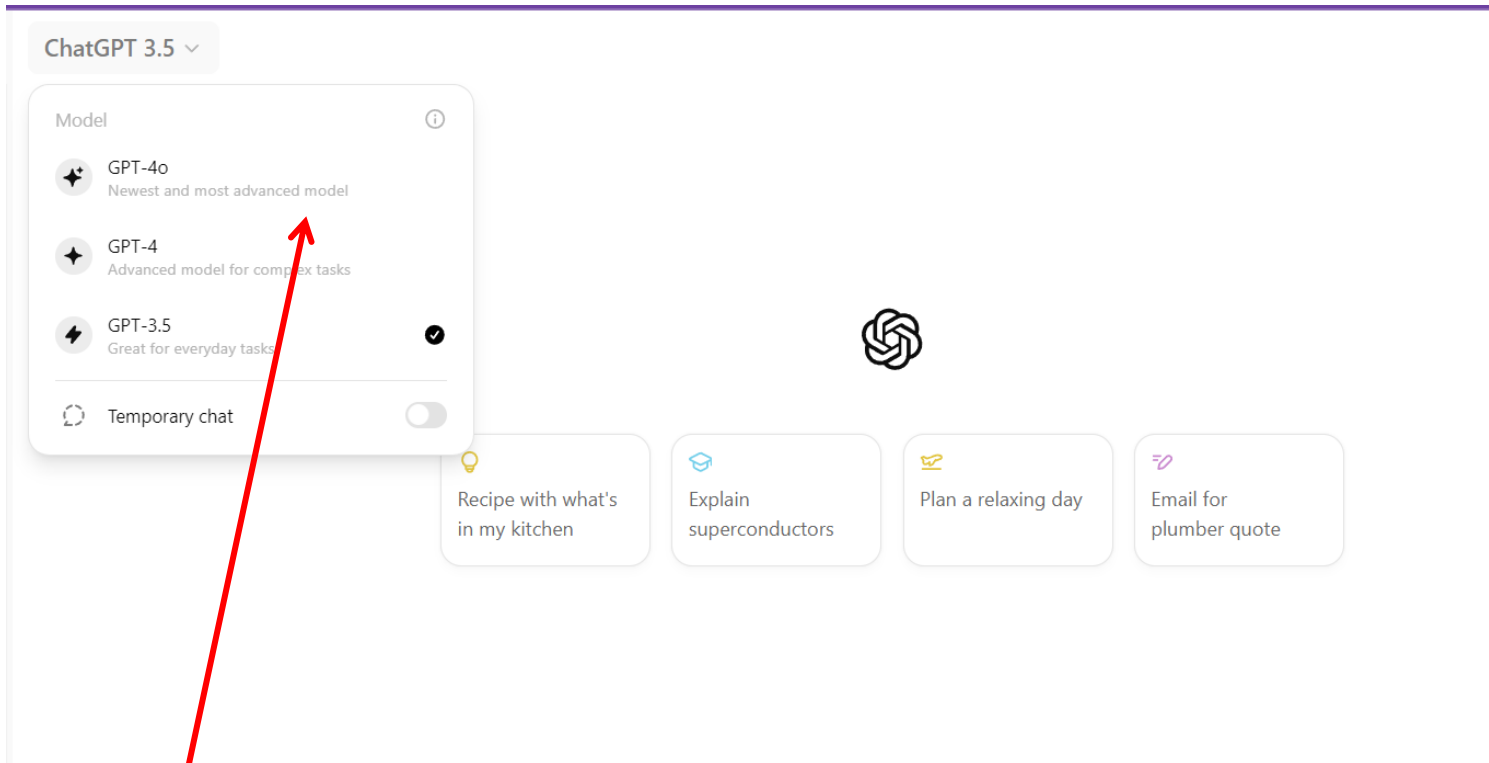 ChatGPT 3.5
Model
GPT-4o
Newest and most advanced model
GPT-4
Advanced model for complex tasks
GPT-3.5
Great for everyday tasks
Temporary chat
Recipe with what's
in my kitchen
Explain
superconductors
Plan a relaxing day
Email for
plumber quote